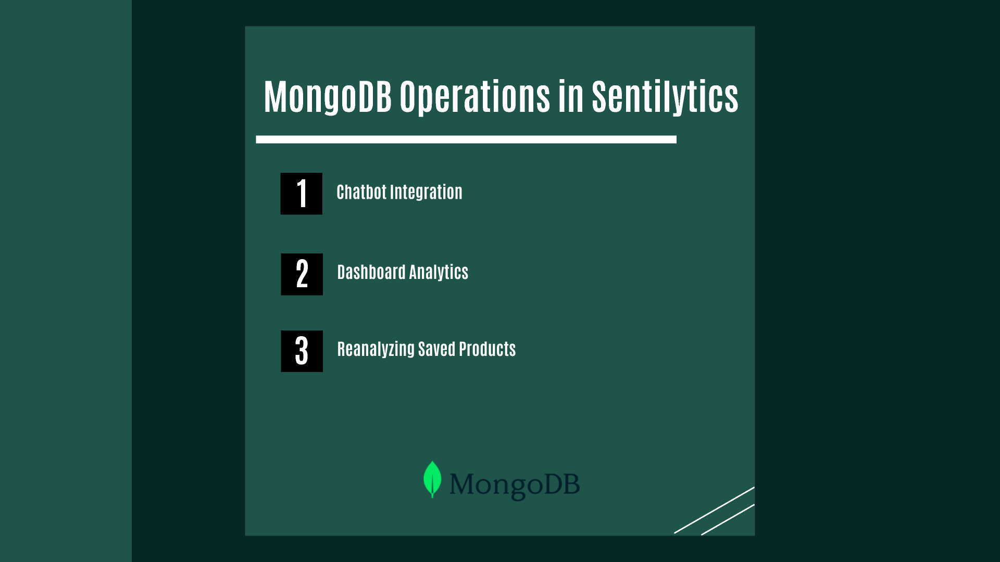 MongoDB Operations in Sentilytics
1 Chatbot Integration
2 Dashboard Analytics
3 Reanalyzing Saved Products
MongoDB